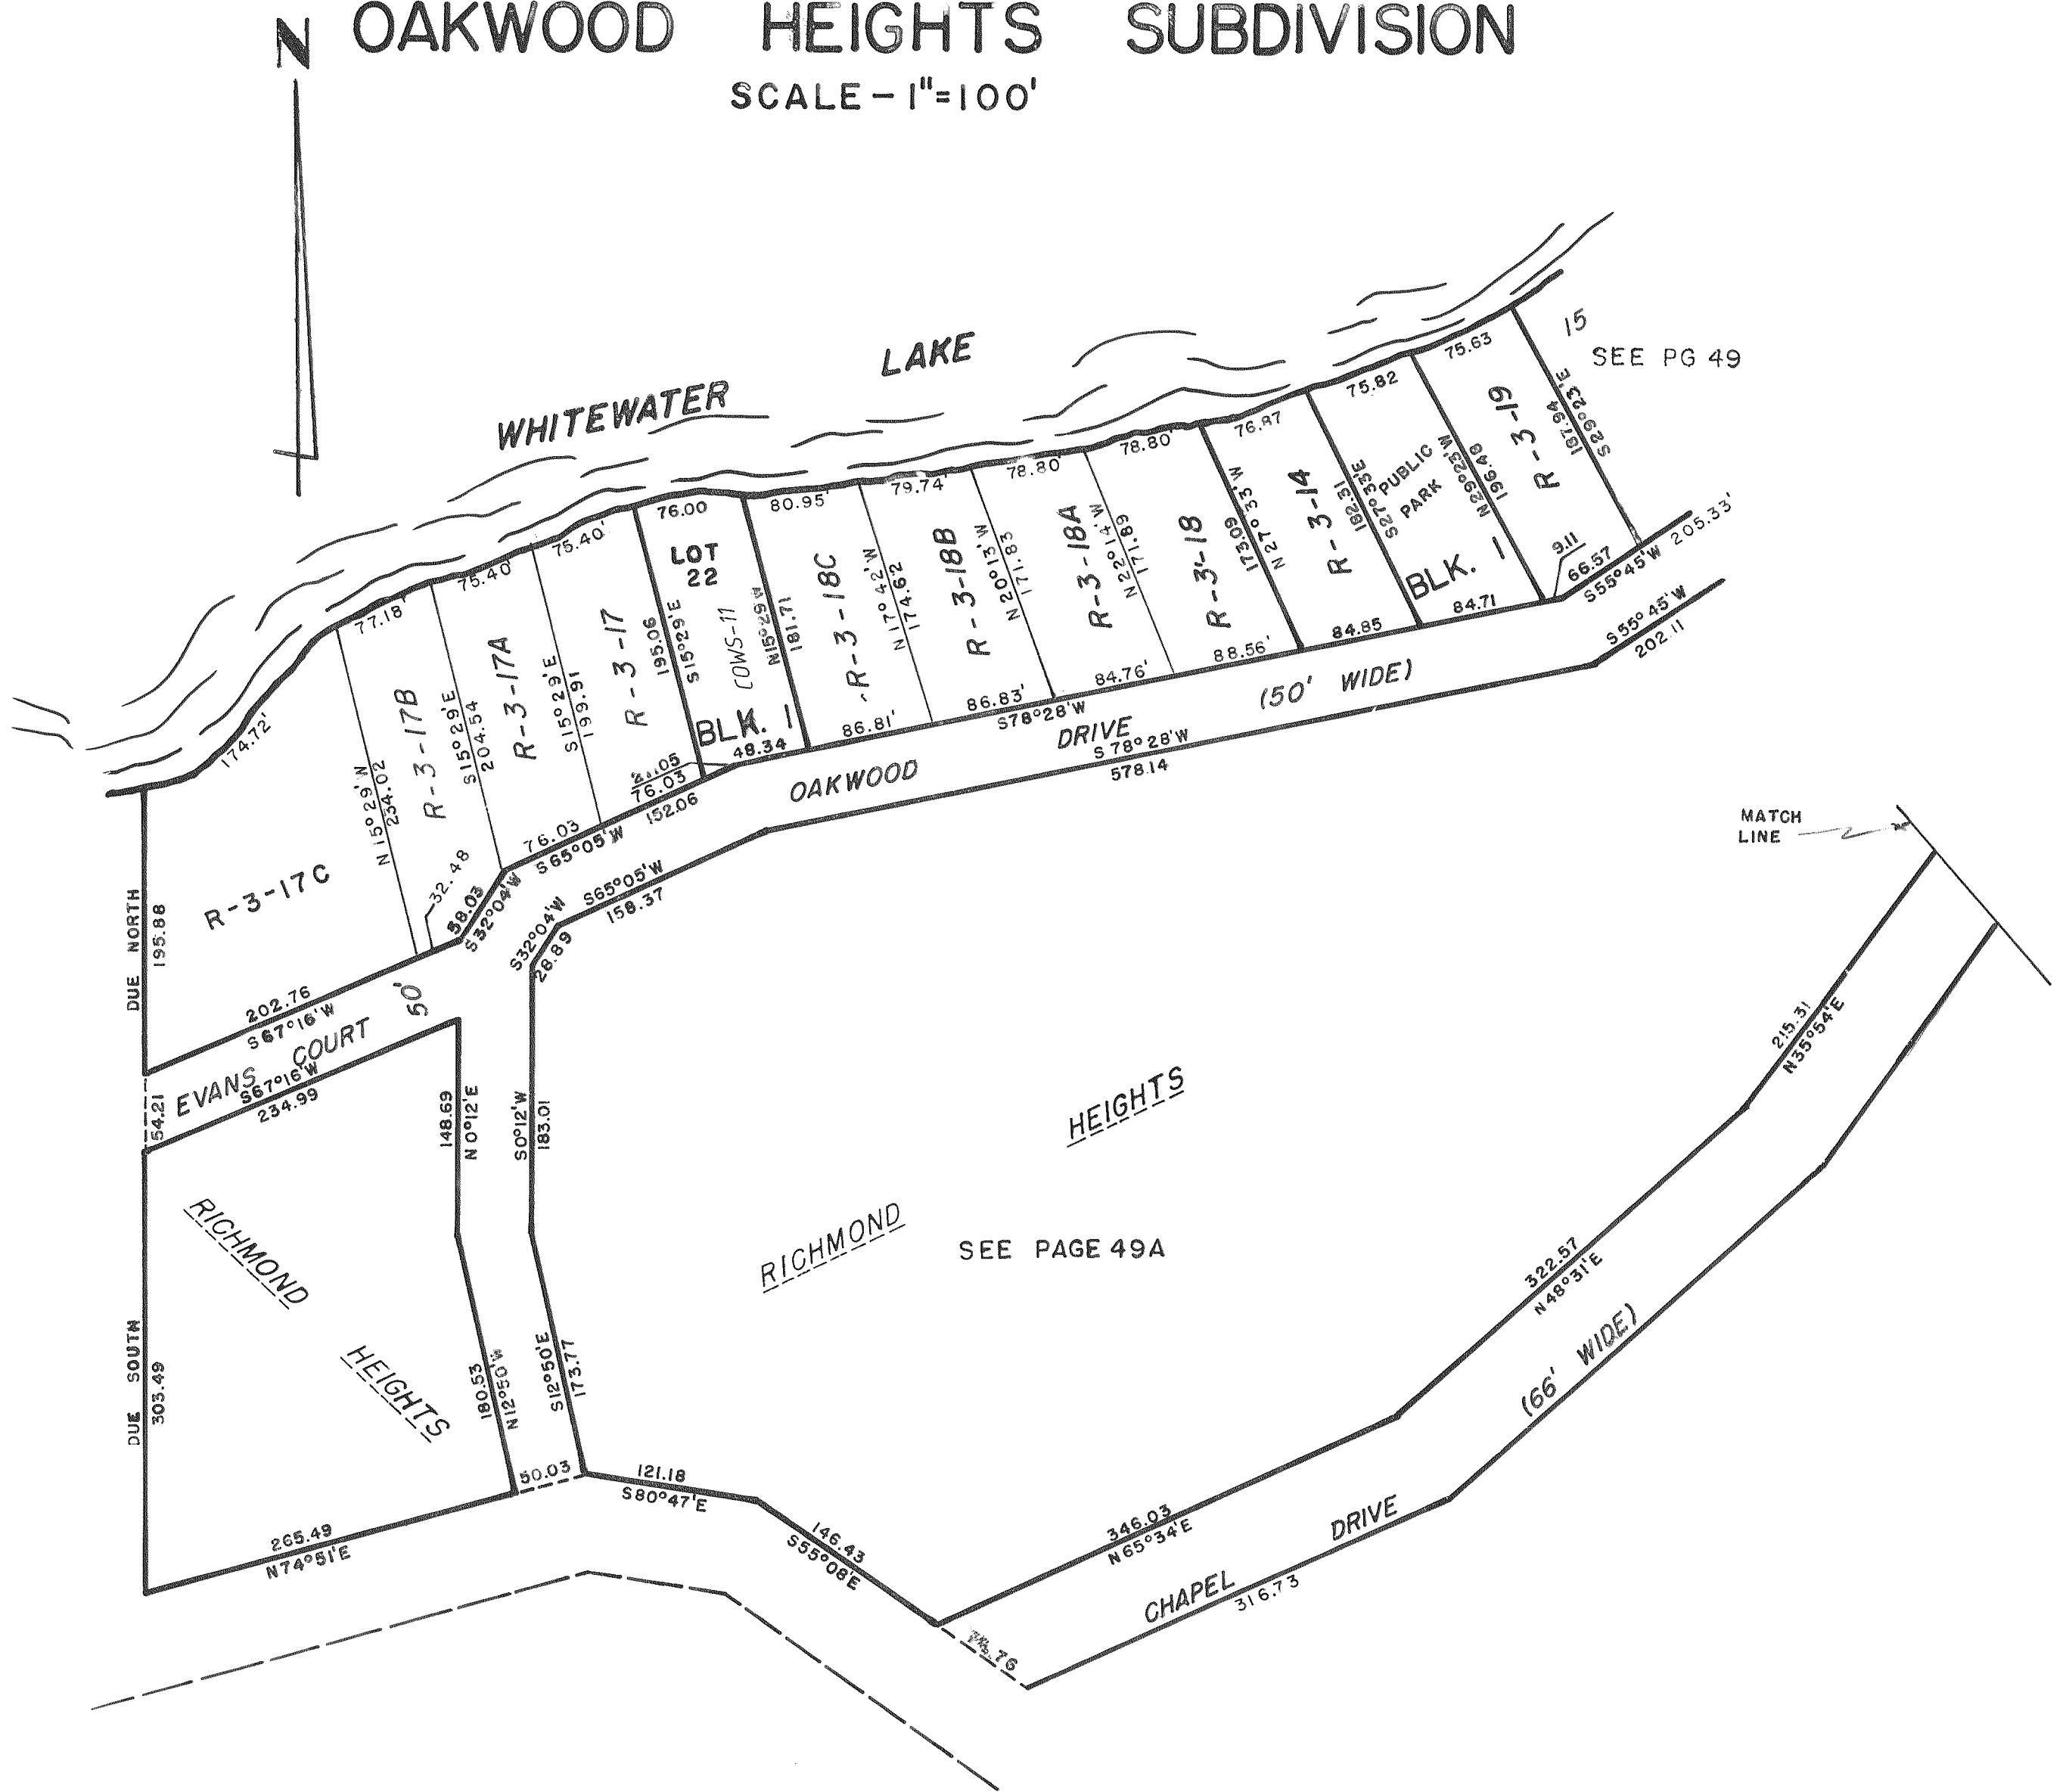 N OAKWOOD HEIGHTS SUBDIVISION
SCALE-1"=100'
WHITEWATER LAKE
15
SEE PG 49
174.72'
77.18'
75.40'
75.40'
76.00
80.95'
79.74'
78.80'
78.80'
76.87
75.82
75.63
R-3-17C
N15°29'W
234.02
R-3-17B
S15°29'E
204.54
R-3-17A
S15°29'E
199.91
R-3-17
195.06
S15°29'E
LOT
22
COWS-11
BLK. 1
N15°29'W
181.71
R-3-18C
N17°42'W
174.62
R-3-18B
N20°13'W
171.83
R-3-18A
N22°14'W
171.89
R-3-18
173.09
N27°33'W
R-3-14
182.31
S27°33'E
PUBLIC
PARK
BLK. 1
N29°23'W
196.48
R-3-19
187.94
S29°23'E
9.11
66.57
S55°45'W
205.33'
84.71
84.85
88.56'
84.76'
86.83'
86.81'
S78°28'W
48.34
76.03
152.06
76.03
S65°05'W
32.48
58.03
S32°04'W
OAKWOOD DRIVE (50' WIDE)
S55°45'W
202.11
S78°28'W
578.14
S65°05'W
158.37
S32°04'W
28.89
DUE NORTH
195.88
202.76
S67°16'W
EVANS COURT 50'
S67°16'W
234.99
54.21
148.69
N0°12'E
S0°12'W
183.01
RICHMOND
HEIGHTS
DUE SOUTH
303.49
180.53
N12°50'W
S12°50'E
173.77
265.49
N74°51'E
50.03
121.18
S80°47'E
146.43
S55°08'E
RICHMOND HEIGHTS
SEE PAGE 49A
MATCH
LINE
215.31
N35°54'E
322.57
N48°31'E
346.03
N65°34'E
CHAPEL DRIVE (66' WIDE)
316.73